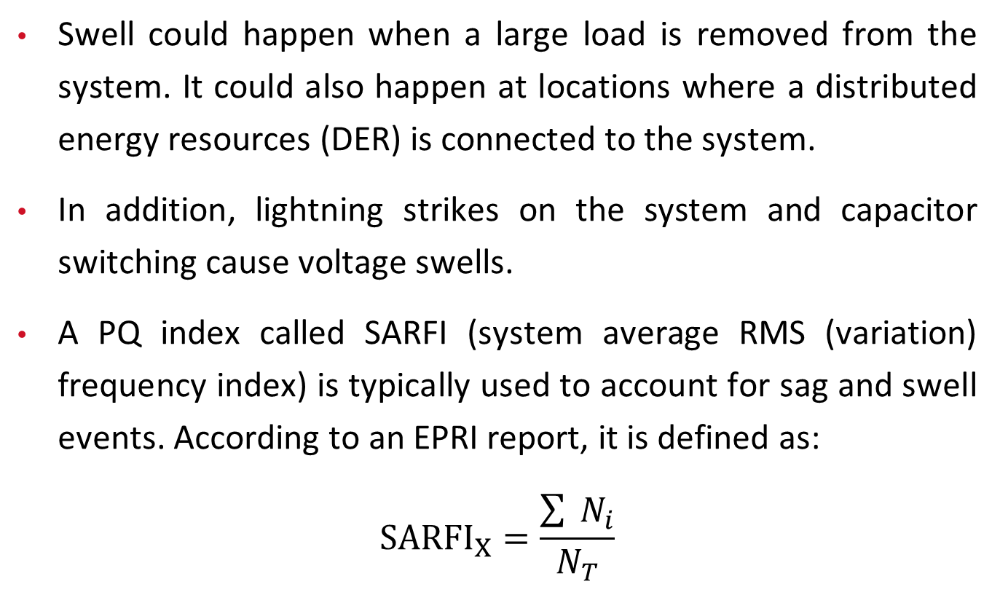 • Swell could happen when a large load is removed from the
system. It could also happen at locations where a distributed
energy resources (DER) is connected to the system.
• In addition, lightning strikes on the system and capacitor
switching cause voltage swells.
• A PQ index called SARFI (system average RMS (variation)
frequency index) is typically used to account for sag and swell
events. According to an EPRI report, it is defined as:
SARFI_X = ∑ N_i / N_T